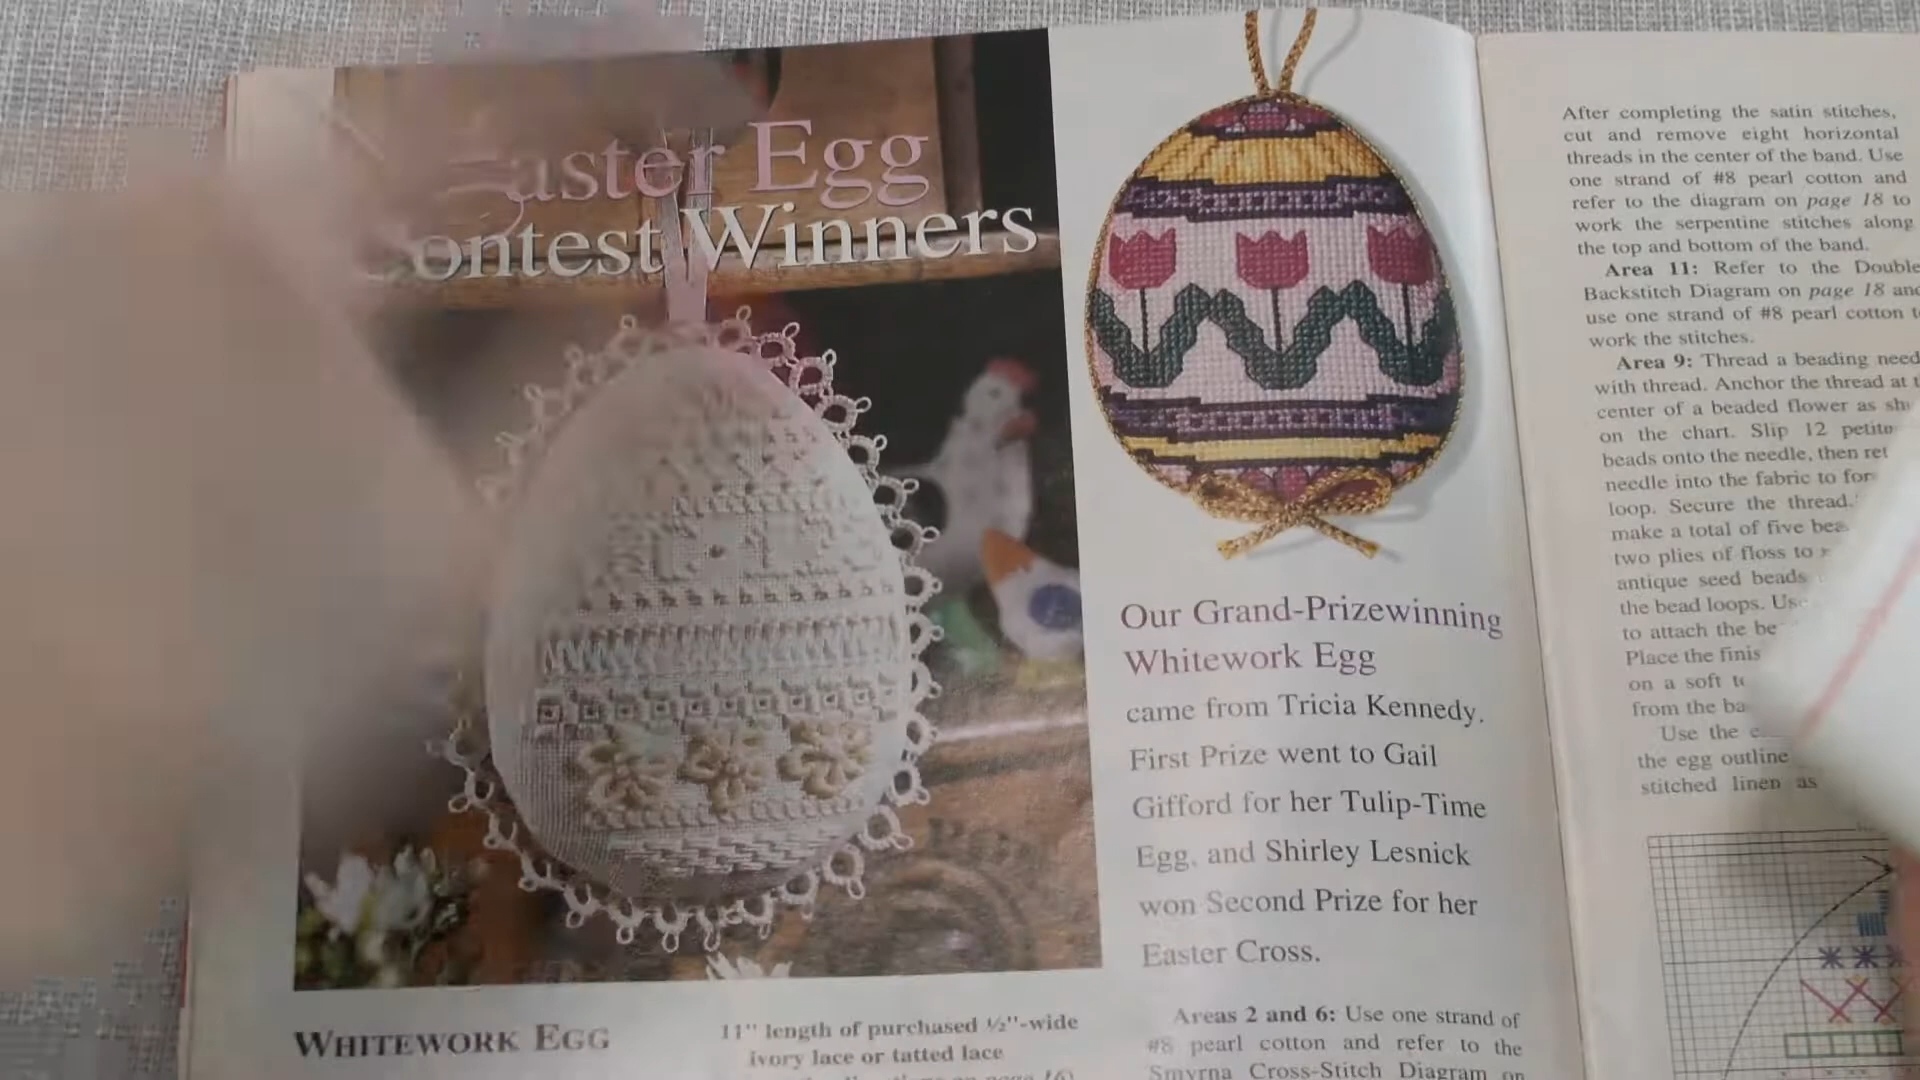 aster Egg
ontest Winners
Our Grand-Prizewinning
Whitework Egg
came from Tricia Kennedy.
First Prize went to Gail
Gifford for her Tulip-Time
Egg, and Shirley Lesnick
won Second Prize for her
Easter Cross.
WHITEWORK EGG
11" length of purchased ½"-wide
ivory lace or tatted lace
Areas 2 and 6: Use one strand of
#8 pearl cotton and refer to the
Smyrna Cross-Stitch Diagram on
After completing the satin stitches,
cut and remove eight horizontal
threads in the center of the band. Use
one strand of #8 pearl cotton and
refer to the diagram on page 18 to
work the serpentine stitches along
the top and bottom of the band.
Area 11: Refer to the Double
Backstitch Diagram on page 18 and
use one strand of #8 pearl cotton
work the stitches.
Area 9: Thread a beading
with thread. Anchor the thread at
center of a beaded flower as
on the chart. Slip 12 petite
beads onto the needle, then
needle into the fabric to
loop. Secure the thread.
make a total of five
two plies of floss to
antique seed beads
the bead loops.
to attach the
Place the
on a soft
from the
Use the
the egg outline
stitched linen as